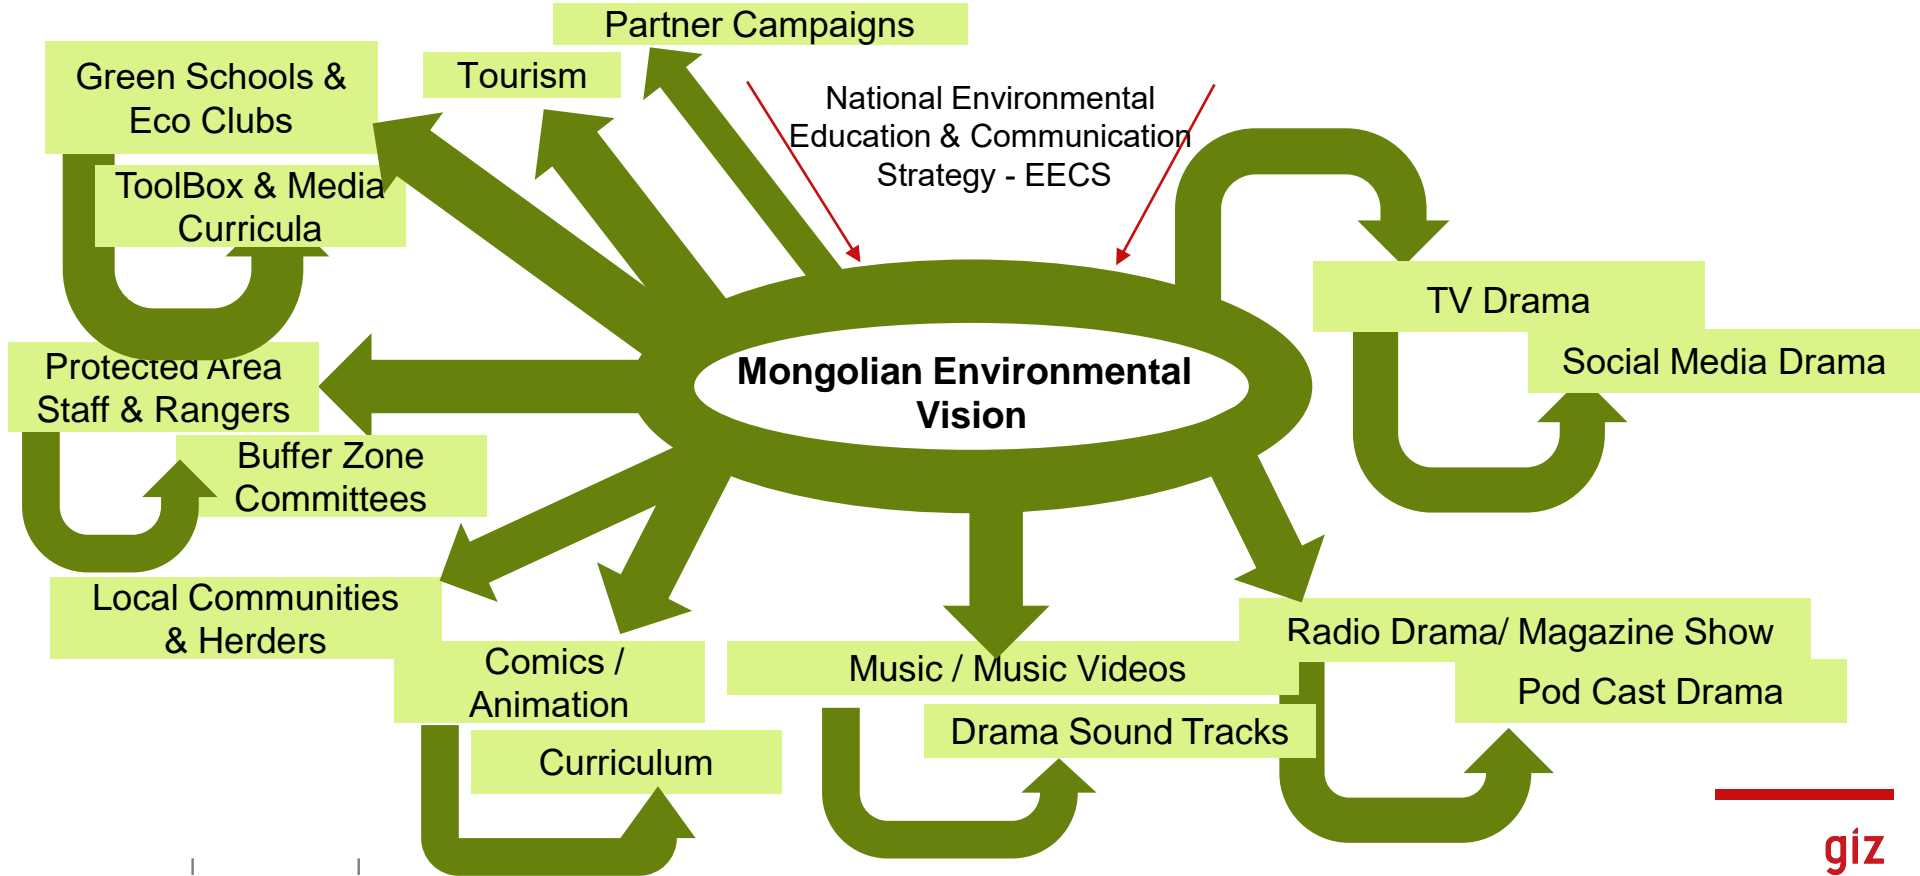 Partner Campaigns
Green Schools &
Eco Clubs
Tourism
National Environmental
Education & Communication
Strategy - EECS
ToolBox & Media
Curricula
TV Drama
Social Media Drama
Mongolian Environmental
Vision
Protected Area
Staff & Rangers
Buffer Zone
Committees
Local Communities
& Herders
Comics /
Animation
Curriculum
Music / Music Videos
Drama Sound Tracks
Radio Drama/ Magazine Show
Pod Cast Drama
giz